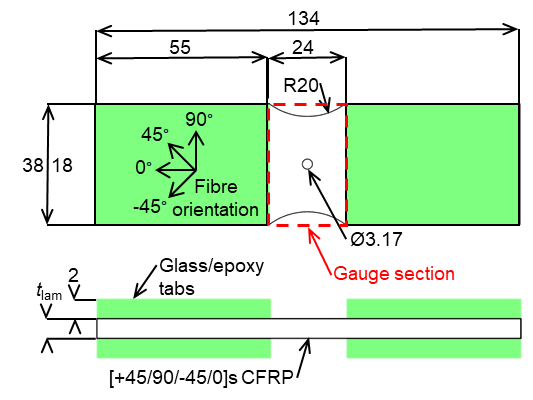 134
55
24
R20
90°
45°
38
18
0°
Fibre
-45°
orientation
Ø3.17
Gauge section
Glass/epoxy
tabs
2
tlam
[+45/90/-45/0]s CFRP